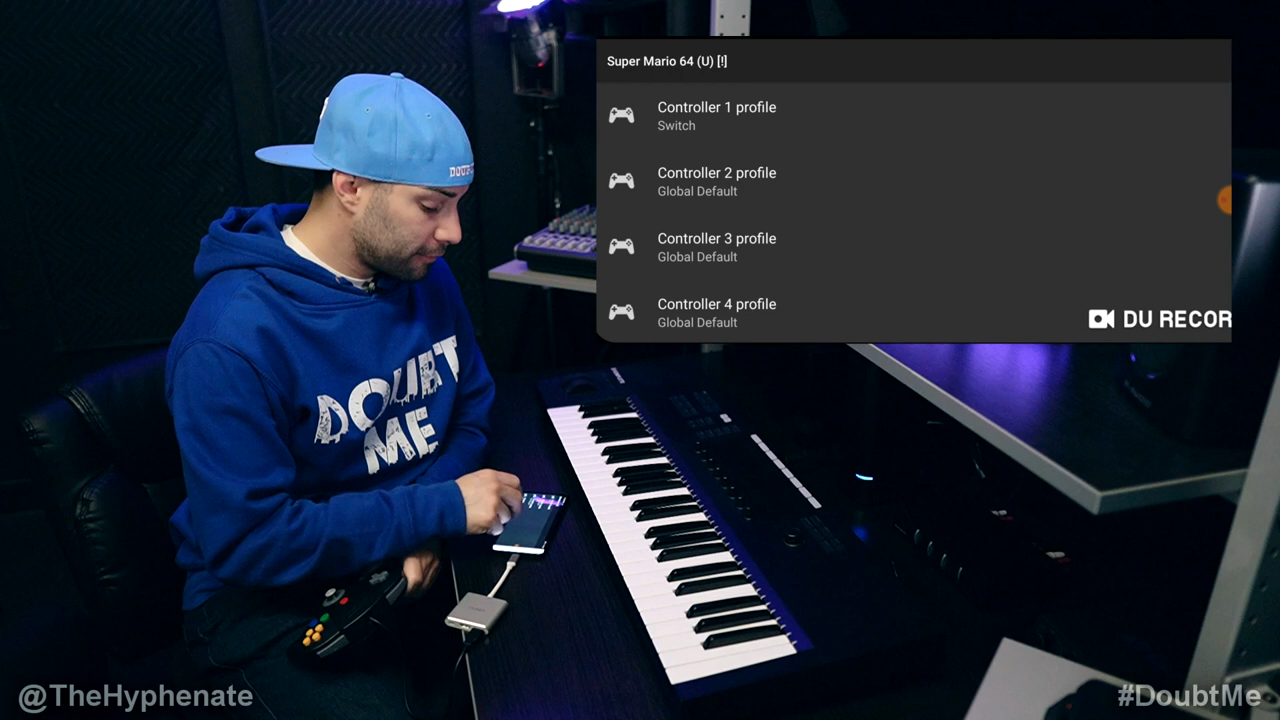 Super Mario 64 (U) [!]
Controller 1 profile
Switch
Controller 2 profile
Global Default
Controller 3 profile
Global Default
Controller 4 profile
Global Default
DU RECOR
DOUBT
ME
@TheHyphenate
#DoubtMe